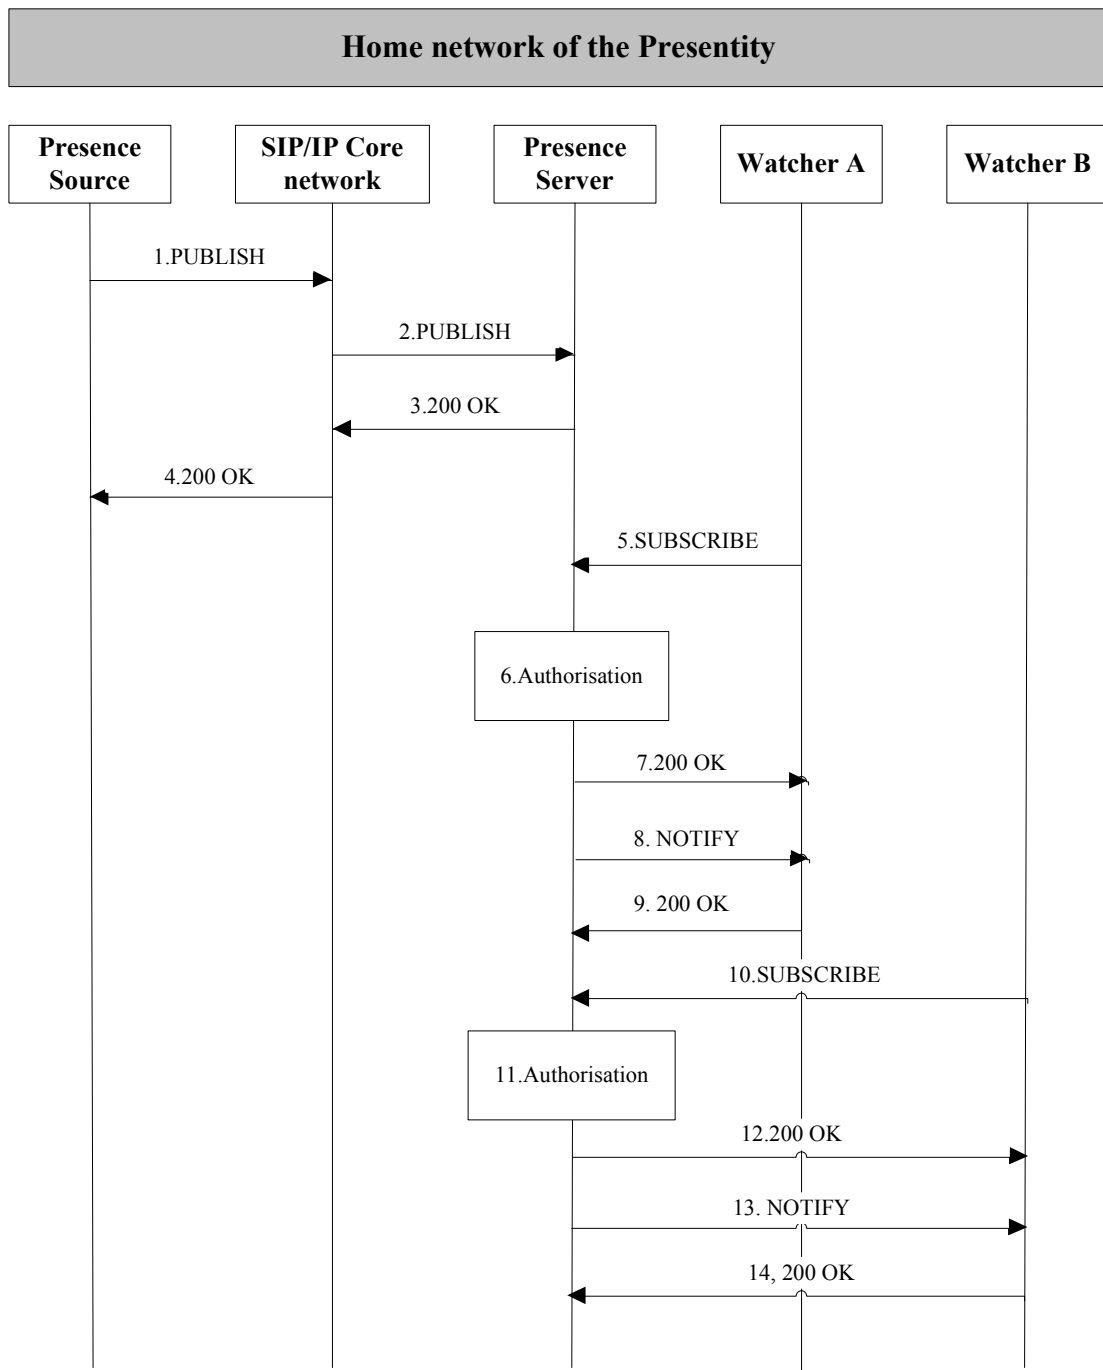 Home network of the Presentity
Presence
Source
SIP/IP Core
network
Presence
Server
Watcher A
Watcher B
1.PUBLISH
2.PUBLISH
3.200 OK
4.200 OK
5.SUBSCRIBE
6.Authorisation
7.200 OK
8. NOTIFY
9. 200 OK
10.SUBSCRIBE
11.Authorisation
12.200 OK
13. NOTIFY
14, 200 OK